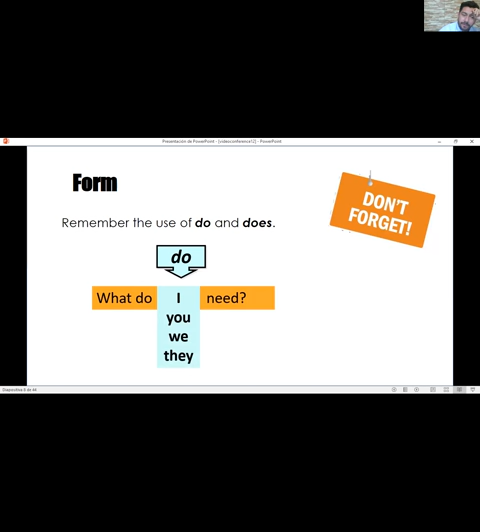 Presentación de PowerPoint - [videoconference12] - PowerPoint
Form
DON'T
FORGET!
Remember the use of do and does.
do
What do I need?
you
we
they
Diapositiva 6 de 44